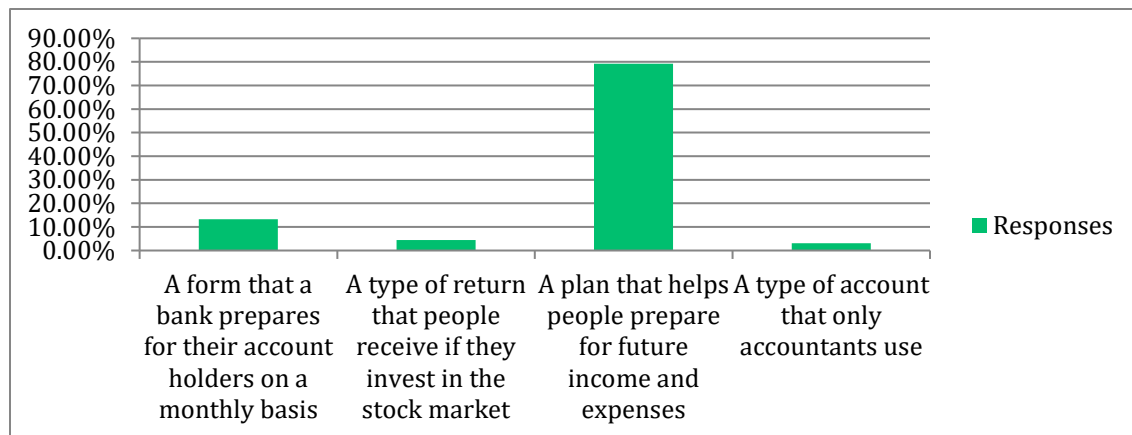 90.00%
80.00%
70.00%
60.00%
50.00%
40.00%
30.00%
20.00%
10.00%
0.00%
Responses
A form that a
bank prepares
for their account
holders on a
monthly basis
A type of return
that people
receive if they
invest in the
stock market
A plan that helps
people prepare
for future
income and
expenses
A type of account
that only
accountants use